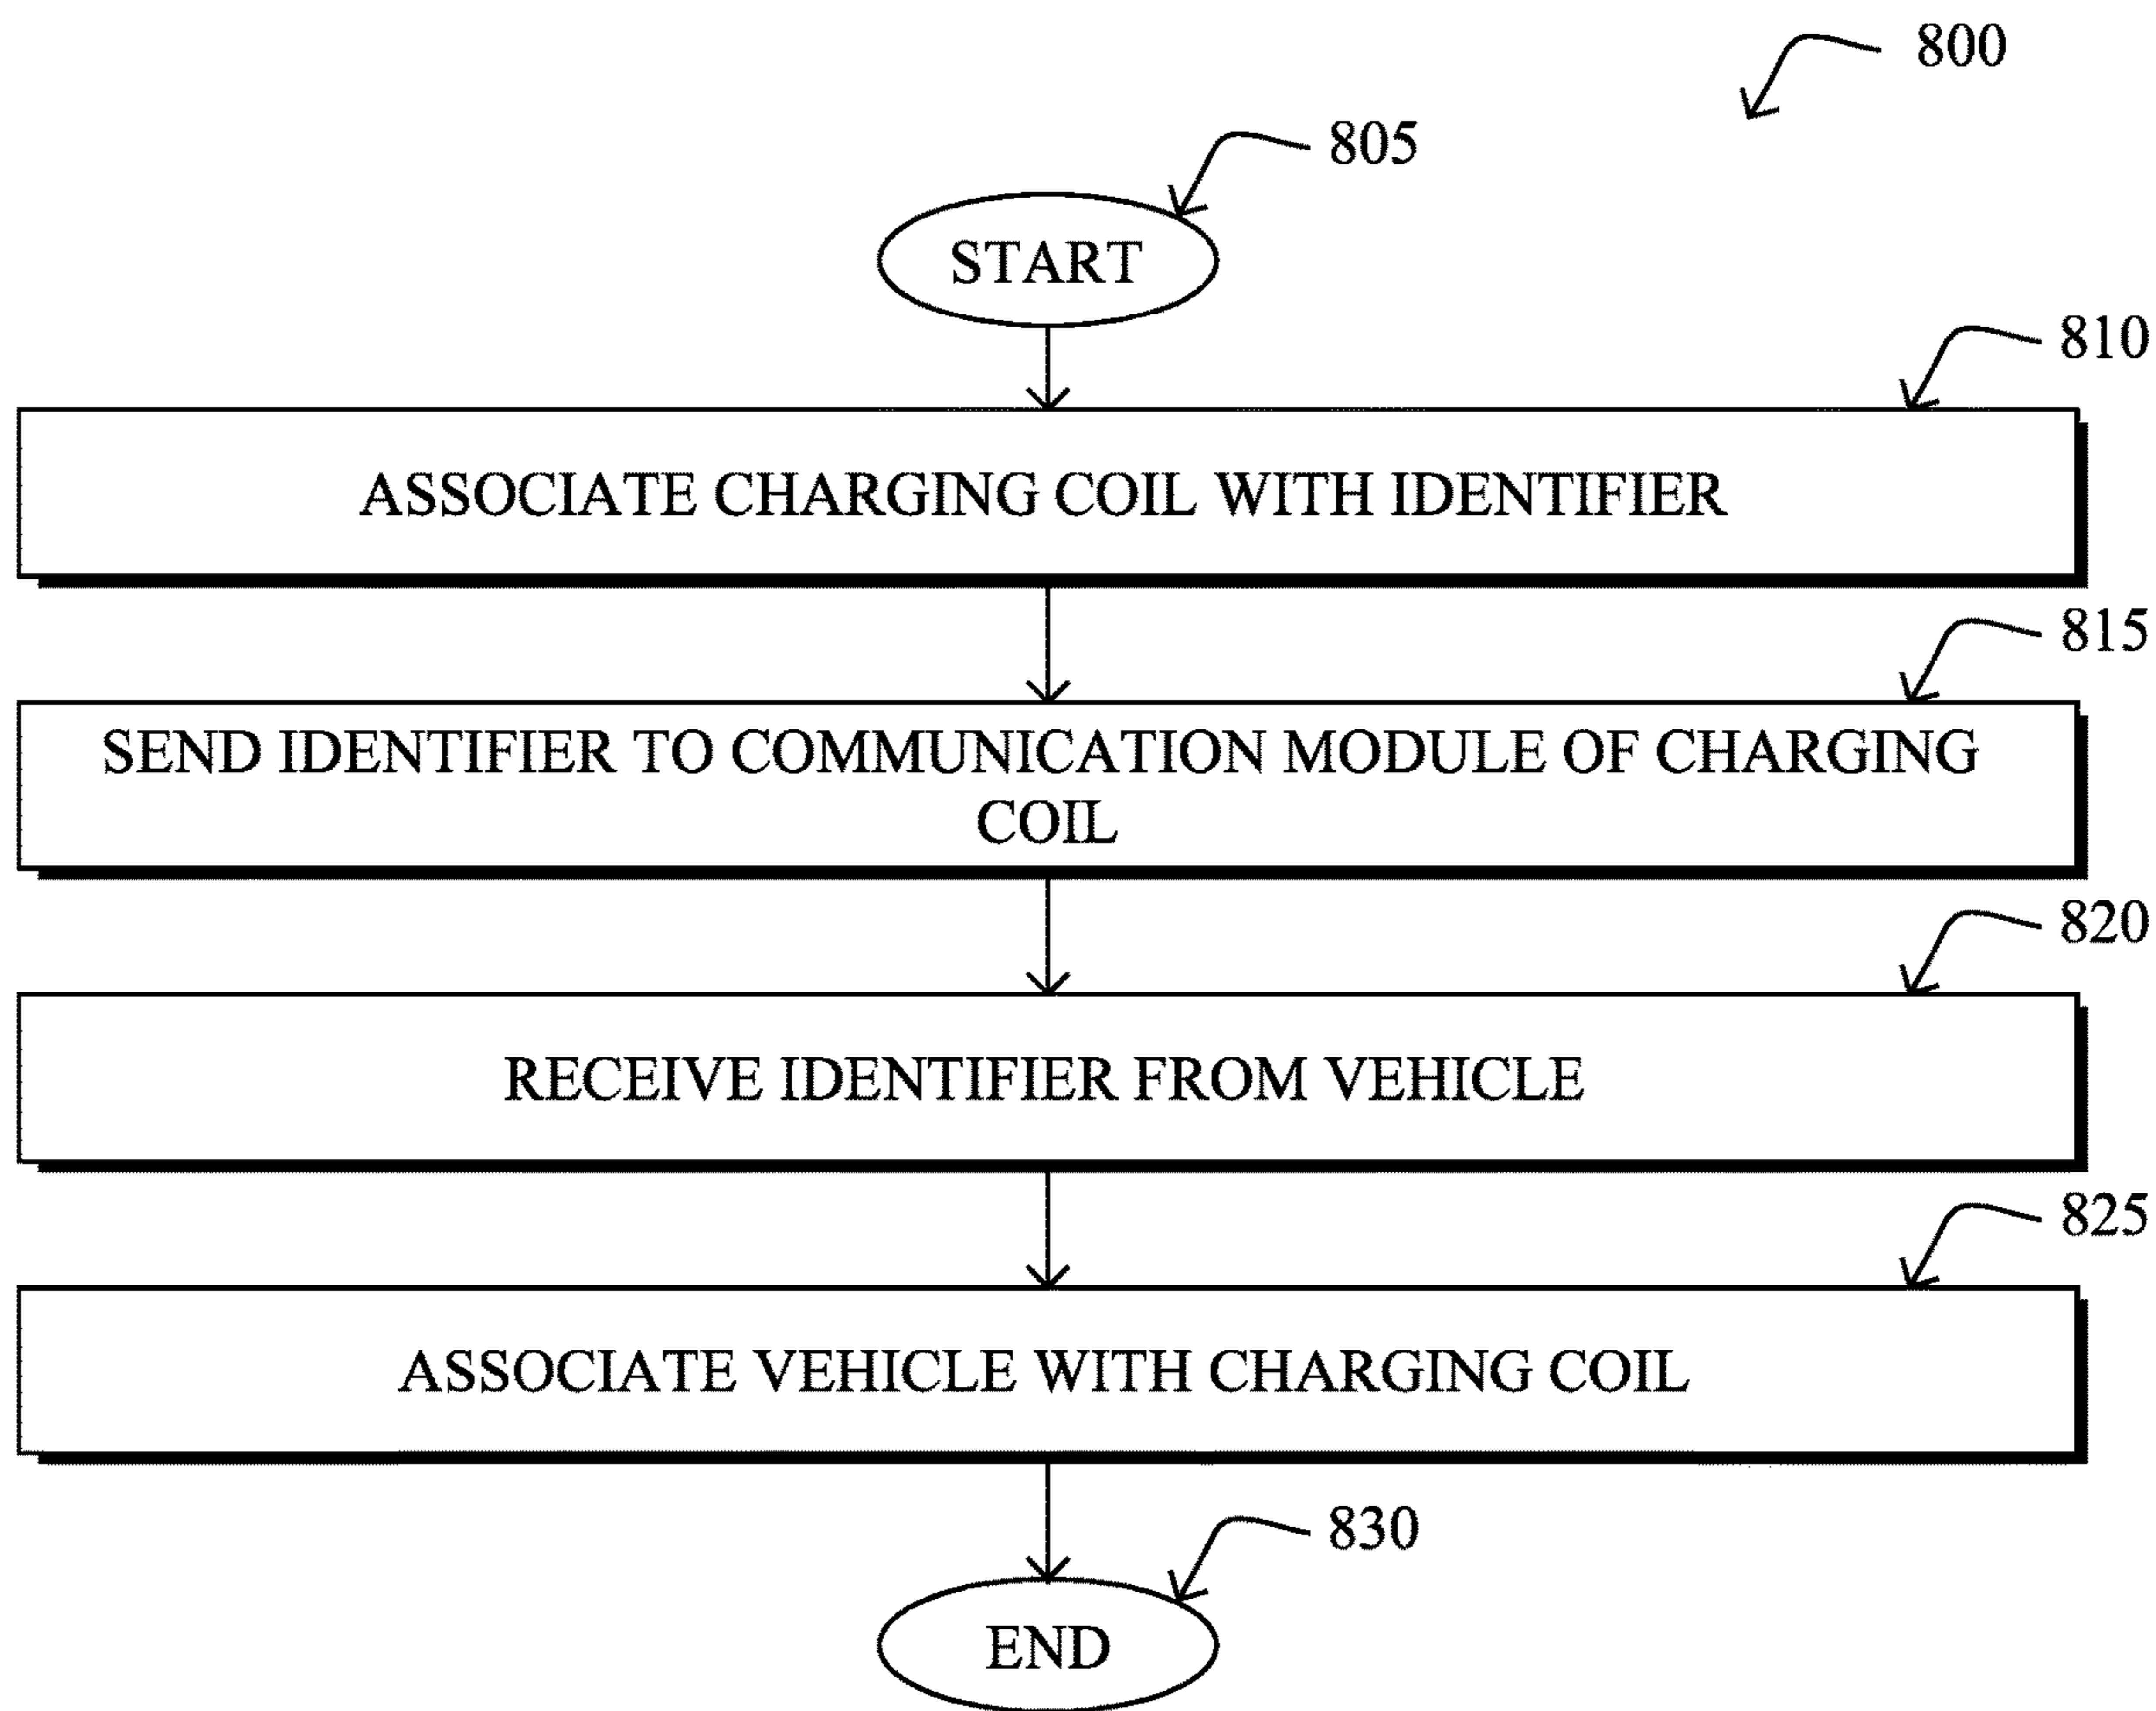 800
805
START
810
ASSOCIATE CHARGING COIL WITH IDENTIFIER
815
SEND IDENTIFIER TO COMMUNICATION MODULE OF CHARGING
COIL
820
RECEIVE IDENTIFIER FROM VEHICLE
825
ASSOCIATE VEHICLE WITH CHARGING COIL
830
END